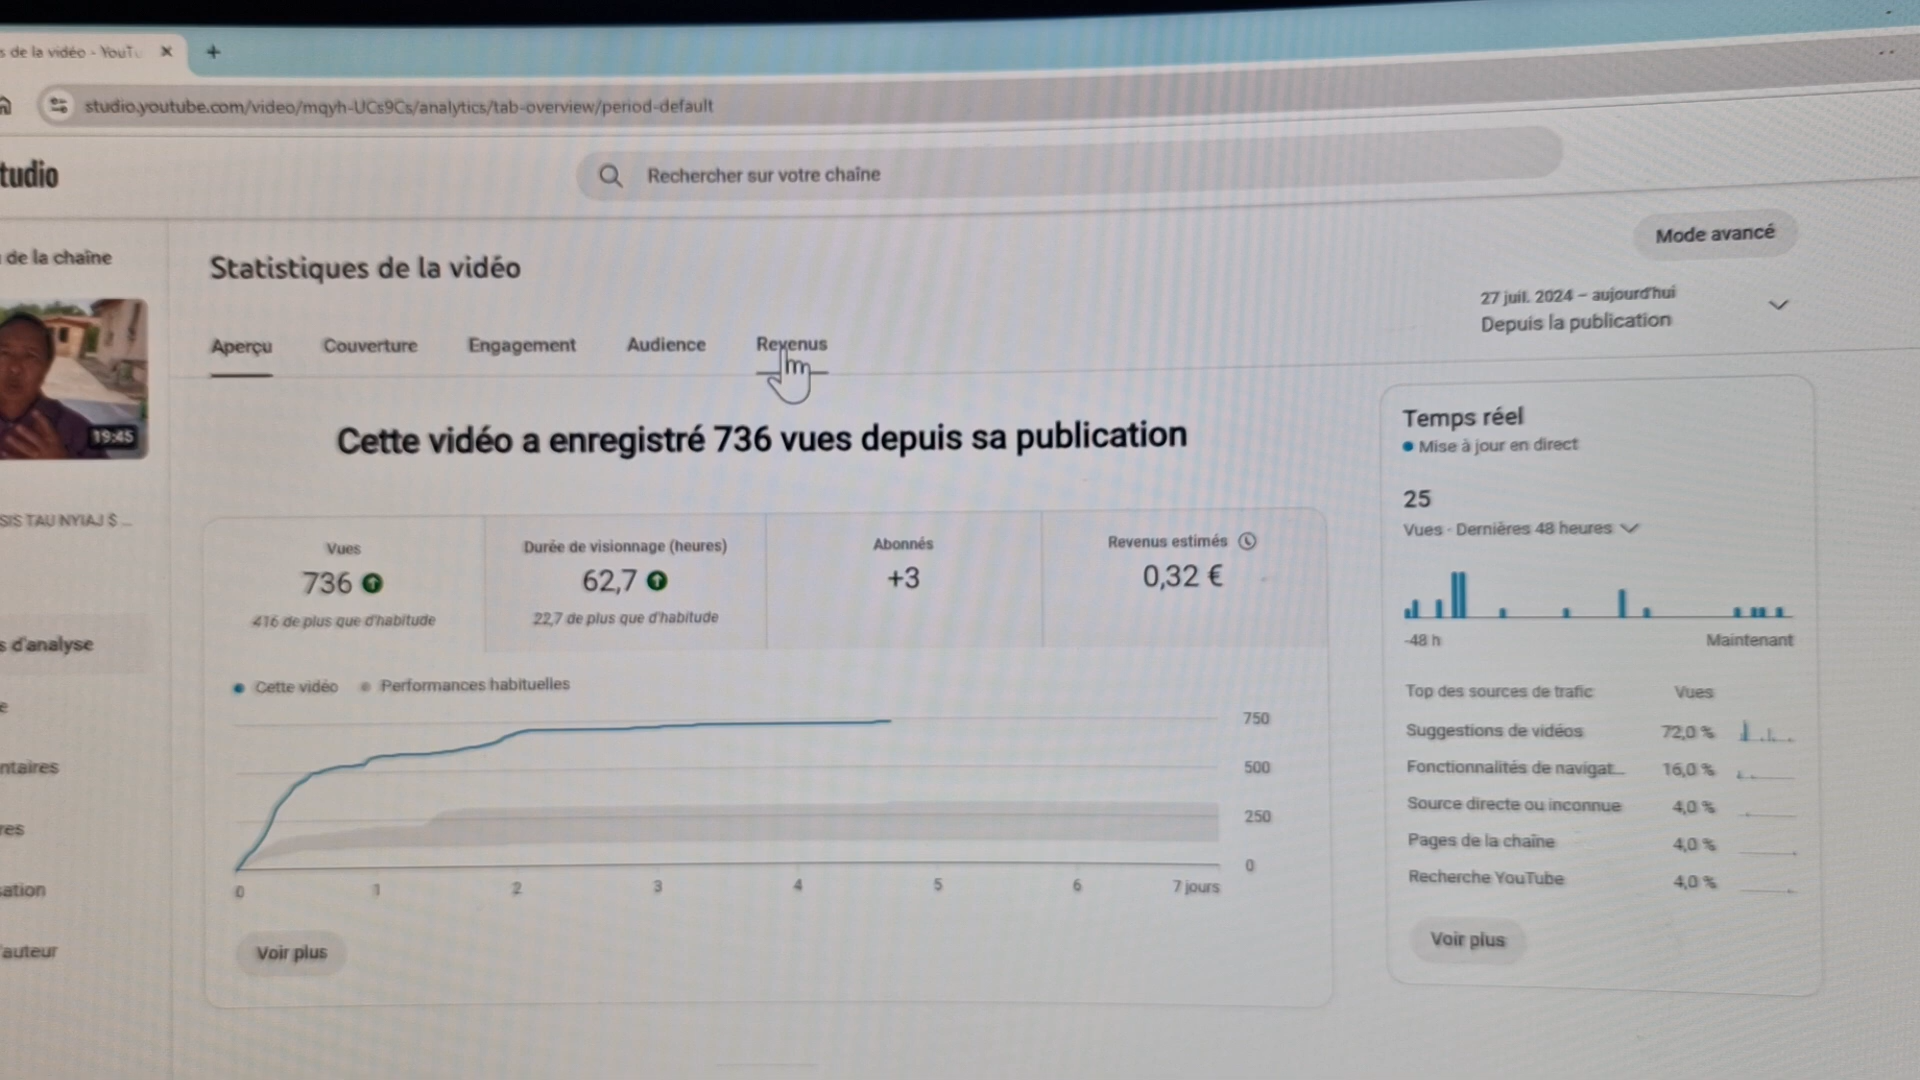 s de la vidéo - YouTu
studio.youtube.com/video/mqyh-UCs9Cs/analytics/tab-overview/period-default
tudio
Rechercher sur votre chaîne
de la chaîne
Statistiques de la vidéo
Mode avancé
27 juil. 2024 – aujourd'hui
Depuis la publication
Aperçu Couverture Engagement Audience Revenus
19:45
Cette vidéo a enregistré 736 vues depuis sa publication
SIS TAU NYIAJ $ ...
Vues
736
416 de plus que d'habitude
Durée de visionnage (heures)
62,7
22,7 de plus que d'habitude
Abonnés
+3
Revenus estimés
0,32 €
s d'analyse
e
ntaires
res
ation
'auteur
Cette vidéo Performances habituelles
750
500
250
0
0 1 2 3 4 5 6 7 jours
Voir plus
Temps réel
Mise à jour en direct
25
Vues · Dernières 48 heures
-48 h Maintenant
Top des sources de trafic Vues
Suggestions de vidéos 72,0 %
Fonctionnalités de navigat... 16,0 %
Source directe ou inconnue 4,0 %
Pages de la chaîne 4,0 %
Recherche YouTube 4,0 %
Voir plus